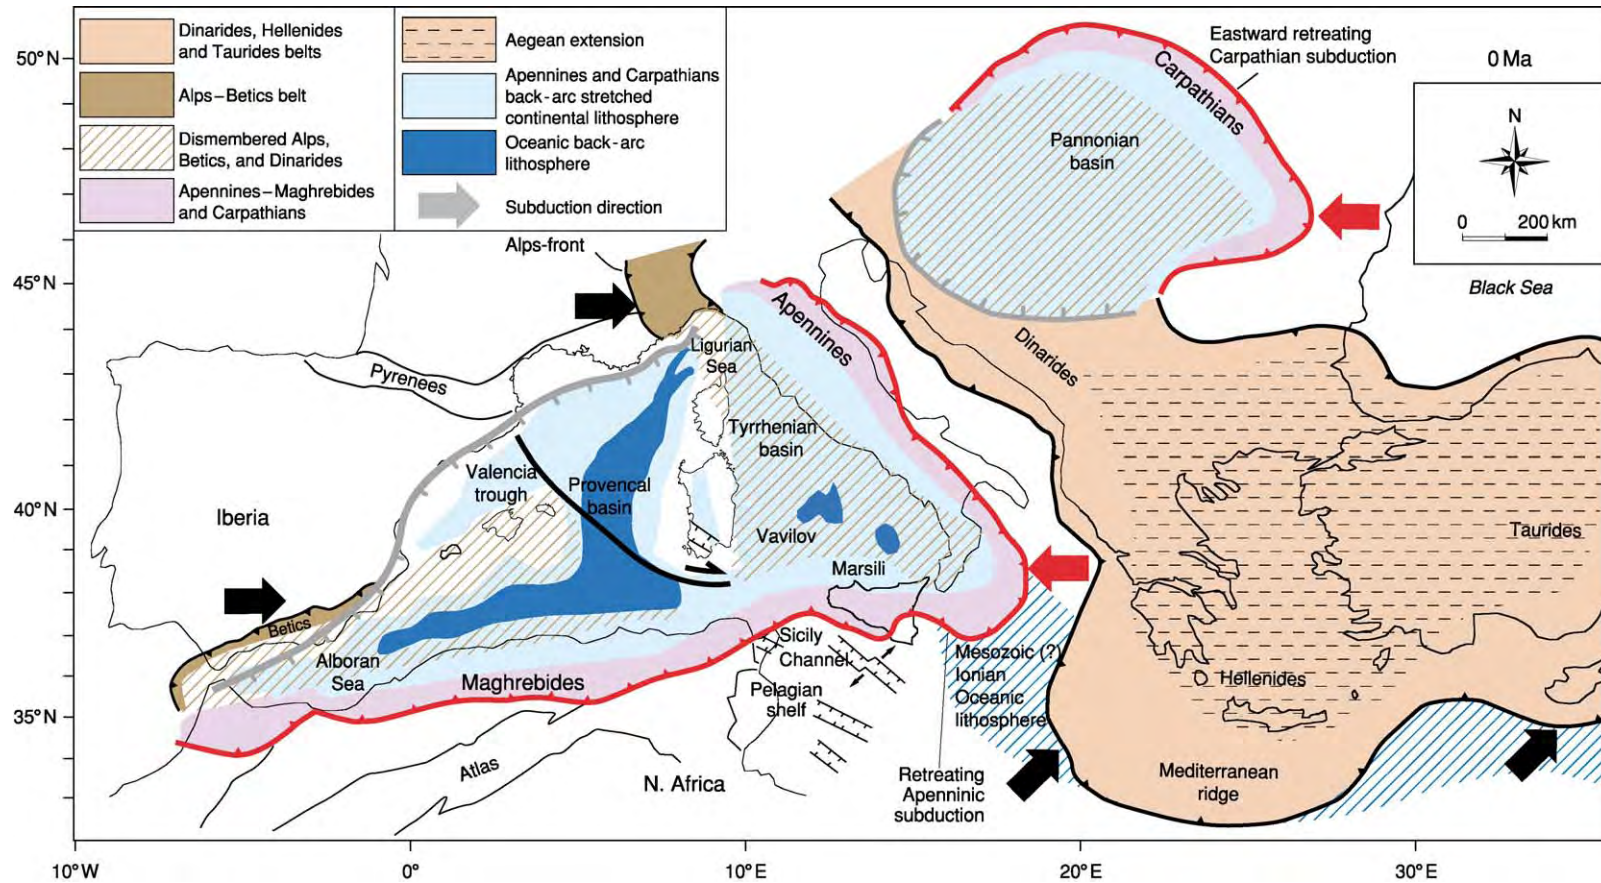 Dinarides, Hellenides
and Taurides belts
Alps–Betics belt
Dismembered Alps,
Betics, and Dinarides
Apennines–Maghrebides
and Carpathians
Aegean extension
Apennines and Carpathians
back-arc stretched
continental lithosphere
Oceanic back-arc
lithosphere
Subduction direction
Eastward retreating
Carpathian subduction
0 Ma
N
0 200 km
Carpathians
Pannonian
basin
Black Sea
Alps-front
Apennines
Dinarides
Ligurian
Sea
Pyrenees
Tyrrhenian
basin
Valencia
trough
Provencal
basin
Iberia
Vavilov
Marsili
Taurides
Betics
Alboran
Sea
Maghrebides
Sicily
Channel
Pelagian
shelf
Mesozoic (?)
Ionian
Oceanic
lithosphere
Hellenides
Atlas
N. Africa
Retreating
Apenninic
subduction
Mediterranean
ridge
50°N
45°N
40°N
35°N
10°W
0°
10°E
20°E
30°E